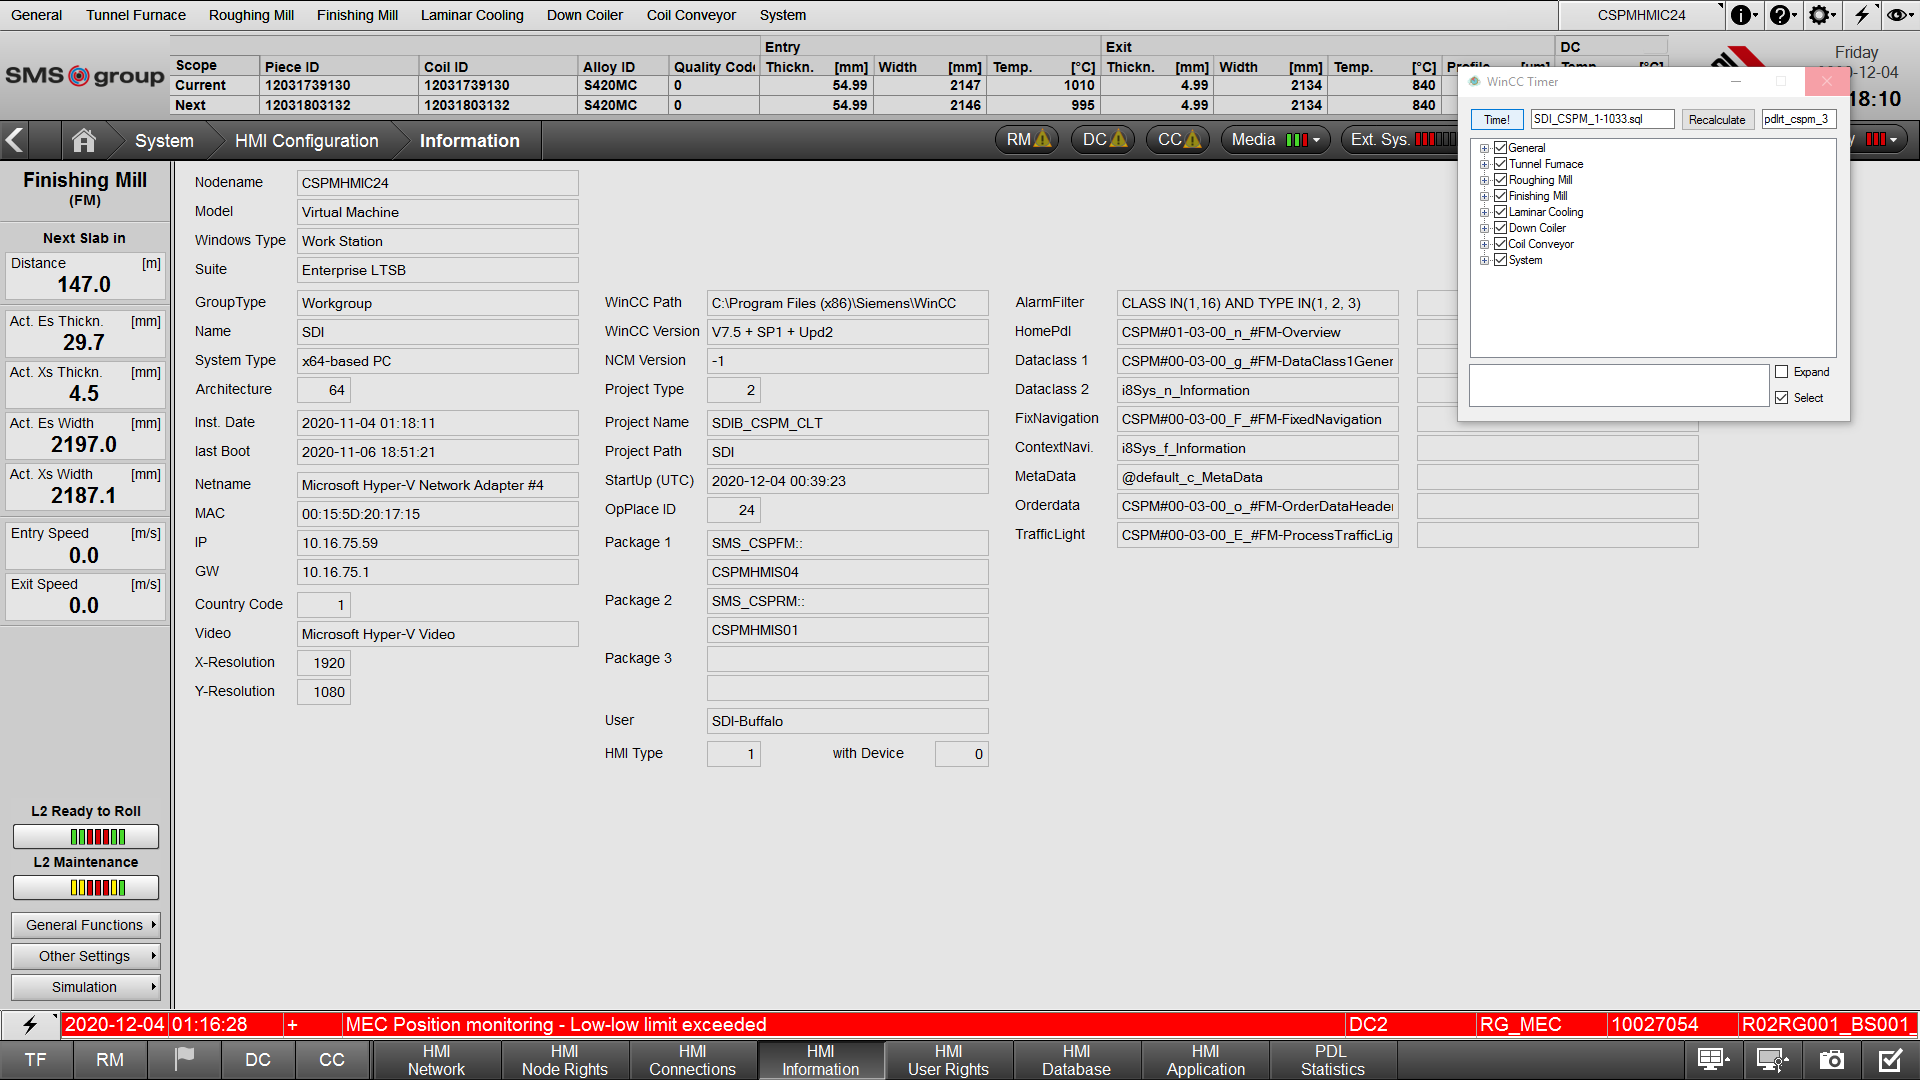 General Tunnel Furnace Roughing Mill Finishing Mill Laminar Cooling Down Coiler Coil Conveyor System CSPMHMIC24
SMS group
Entry Exit DC
Scope Piece ID Coil ID Alloy ID Quality Code Thickn. [mm] Width [mm] Temp. [°C] Thickn. [mm] Width [mm] Temp. [°C]
Current 12031739130 12031739130 S420MC 0 54.99 2147 1010 4.99 2134 840
Next 12031803132 12031803132 S420MC 0 54.99 2146 995 4.99 2134 840
Friday
-12-04
18:10
System HMI Configuration Information RM DC CC Media Ext. Sys.
WinCC Timer
Time! SDI_CSPM_1-1033.sql Recalculate pdlrt_cspm_3
General
Tunnel Furnace
Roughing Mill
Finishing Mill
Laminar Cooling
Down Coiler
Coil Conveyor
System
Expand
Select
Finishing Mill
(FM)
Next Slab in
Distance [m]
147.0
Act. Es Thickn. [mm]
29.7
Act. Xs Thickn. [mm]
4.5
Act. Es Width [mm]
2197.0
Act. Xs Width [mm]
2187.1
Entry Speed [m/s]
0.0
Exit Speed [m/s]
0.0
L2 Ready to Roll
L2 Maintenance
General Functions
Other Settings
Simulation
Nodename CSPMHMIC24
Model Virtual Machine
Windows Type Work Station
Suite Enterprise LTSB
GroupType Workgroup
Name SDI
System Type x64-based PC
Architecture 64
Inst. Date 2020-11-04 01:18:11
last Boot 2020-11-06 18:51:21
Netname Microsoft Hyper-V Network Adapter #4
MAC 00:15:5D:20:17:15
IP 10.16.75.59
GW 10.16.75.1
Country Code 1
Video Microsoft Hyper-V Video
X-Resolution 1920
Y-Resolution 1080
WinCC Path C:\Program Files (x86)\Siemens\WinCC
WinCC Version V7.5 + SP1 + Upd2
NCM Version -1
Project Type 2
Project Name SDIB_CSPM_CLT
Project Path SDI
StartUp (UTC) 2020-12-04 00:39:23
OpPlace ID 24
Package 1 SMS_CSPFM::
CSPMHMIS04
Package 2 SMS_CSPRM::
CSPMHMIS01
Package 3
User SDI-Buffalo
HMI Type 1 with Device 0
AlarmFilter CLASS IN(1,16) AND TYPE IN(1, 2, 3)
HomePdl CSPM#01-03-00_n_#FM-Overview
Dataclass 1 CSPM#00-03-00_g_#FM-DataClass1Gener
Dataclass 2 i8Sys_n_Information
FixNavigation CSPM#00-03-00_F_#FM-FixedNavigation
ContextNavi. i8Sys_f_Information
MetaData @default_c_MetaData
Orderdata CSPM#00-03-00_o_#FM-OrderDataHeader
TrafficLight CSPM#00-03-00_E_#FM-ProcessTrafficLig
2020-12-04 01:16:28 + MEC Position monitoring - Low-low limit exceeded DC2 RG_MEC 10027054 R02RG001_BS001_
TF RM DC CC
HMI Network
HMI Node Rights
HMI Connections
HMI Information
HMI User Rights
HMI Database
HMI Application
PDL Statistics